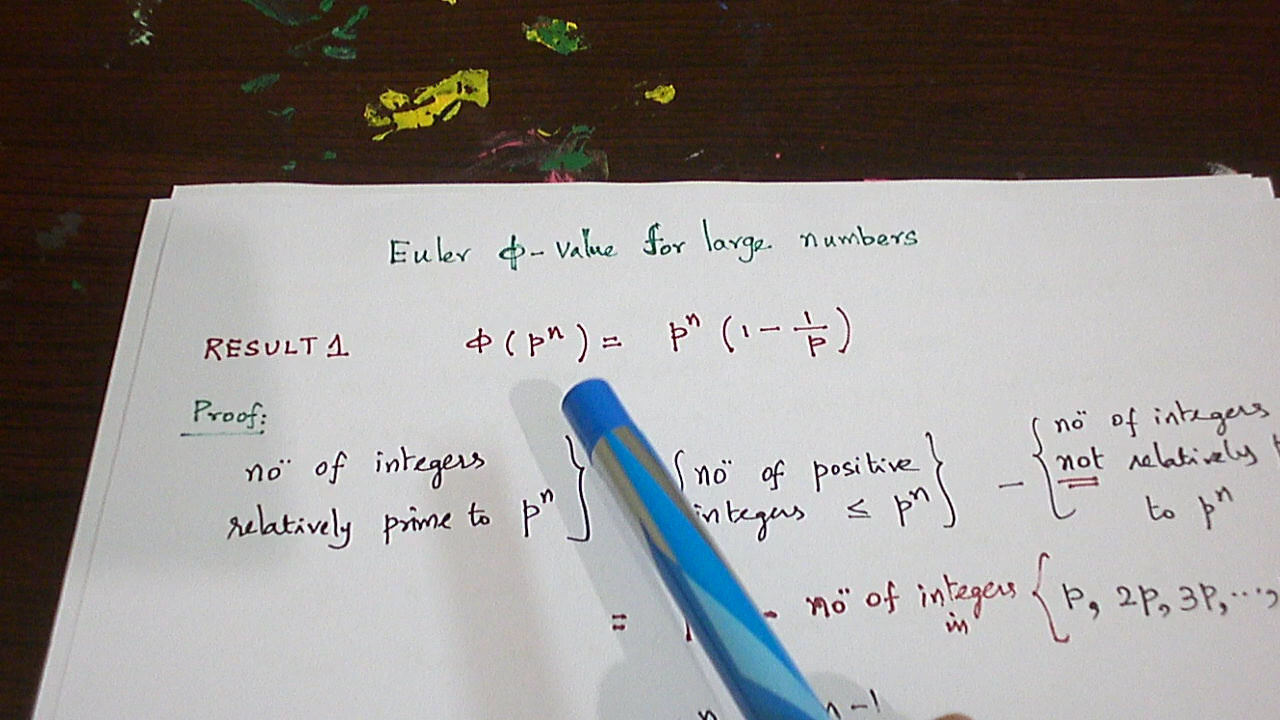 Euler ϕ-value for large numbers
RESULT 1 ϕ(pⁿ) = pⁿ (1 - 1/p)
Proof:
no¨ of integers relatively prime to pⁿ } {no¨ of positive integers ≤ pⁿ} - {no¨ of integers not relatively to pⁿ
= - no¨ of integers in {p, 2p, 3p, ...,
n n-1